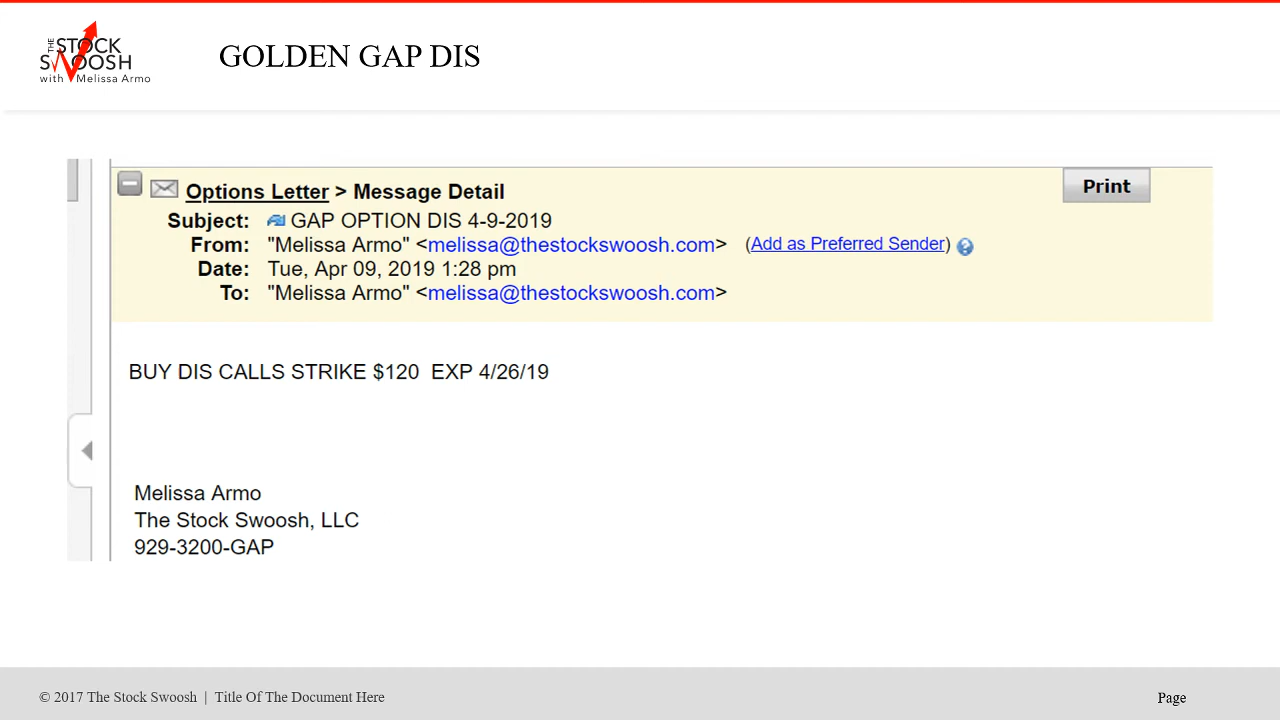 THE STOCK
SWOOSH
with Melissa Armo
GOLDEN GAP DIS
Options Letter > Message Detail
Print
Subject: GAP OPTION DIS 4-9-2019
From: "Melissa Armo" <melissa@thestockswoosh.com> (Add as Preferred Sender)
Date: Tue, Apr 09, 2019 1:28 pm
To: "Melissa Armo" <melissa@thestockswoosh.com>
BUY DIS CALLS STRIKE $120 EXP 4/26/19
Melissa Armo
The Stock Swoosh, LLC
929-3200-GAP
© 2017 The Stock Swoosh | Title Of The Document Here
Page